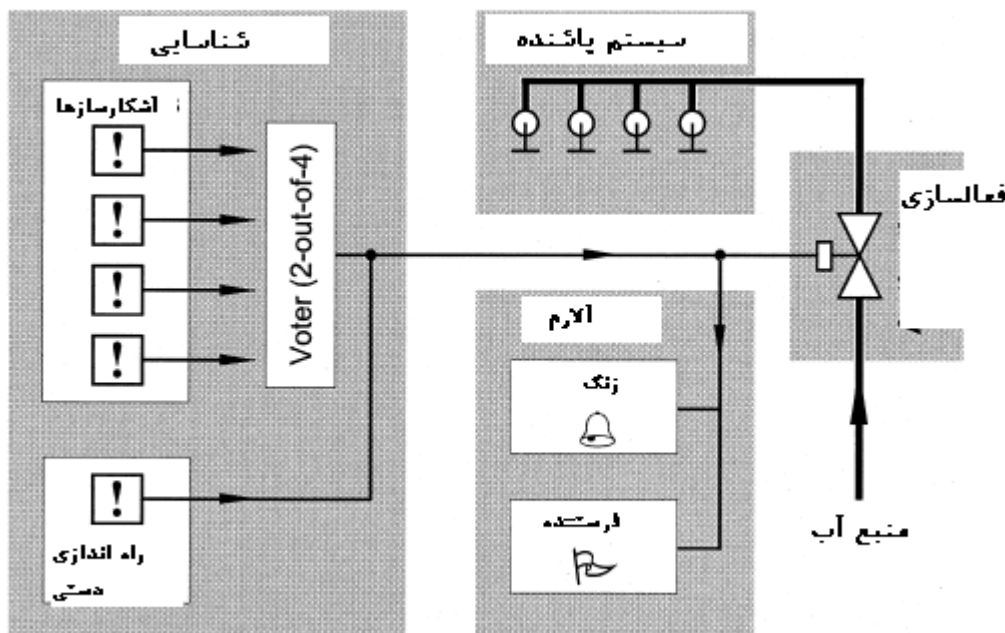 شناسایی
آشکارسازها
!
!
!
!
Voter (2-out-of-4)
!
راه اندازی
دستی
سیستم پاشنده
فعالسازی
آلارم
زنگ
فرستنده
منبع آب